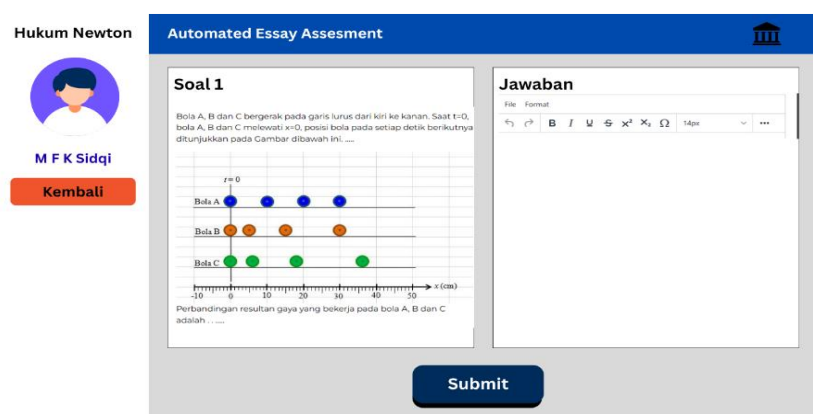 Hukum Newton
Automated Essay Assesment
M F K Sidqi
Kembali
Soal 1
Bola A, B dan C bergerak pada garis lurus dari kiri ke kanan. Saat t=0,
bola A, B dan C melewati x=0, posisi bola pada setiap detik berikutnya
ditunjukkan pada Gambar dibawah ini. .....
t = 0
Bola A
Bola B
Bola C
x (cm)
-10 0 10 20 30 40 50
Perbandingan resultan gaya yang bekerja pada bola A, B dan C
adalah . . .....
Jawaban
File Format
B I U S X² X₂ Ω 14px ...
Submit